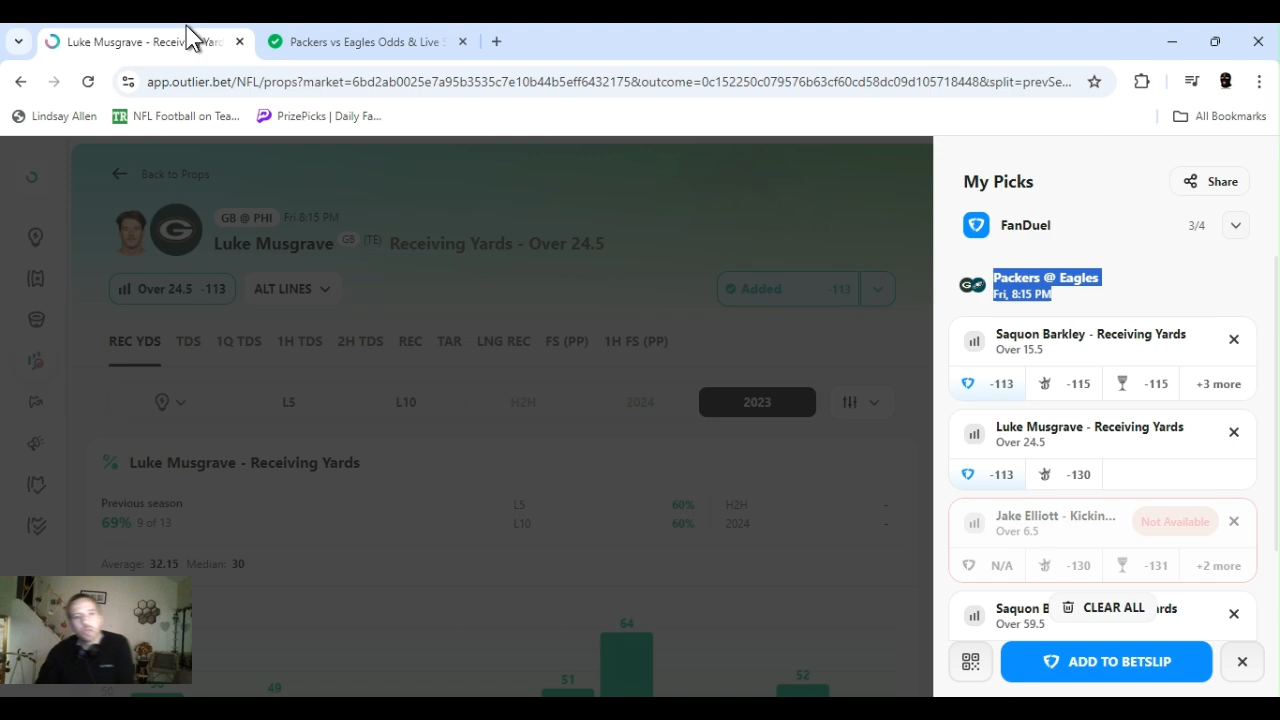 Luke Musgrave - Receiving Yard
Packers vs Eagles Odds & Live S
app.outlier.bet/NFL/props?market=6bd2ab0025e7a95b3535c7e10b44b5eff6432175&outcome=0c152250c079576b63cf60cd58dc09d105718448&split=prevSe...
Lindsay Allen
NFL Football on Tea...
PrizePicks | Daily Fa...
All Bookmarks
Back to Props
GB @ PHI Fri 8:15 PM
Luke Musgrave GB (TE) Receiving Yards - Over 24.5
Over 24.5 -113
ALT LINES
Added -113
REC YDS TDS 1Q TDS 1H TDS 2H TDS REC TAR LNG REC FS (PP) 1H FS (PP)
L5 L10 H2H 2024 2023
Luke Musgrave - Receiving Yards
Previous season
69% 9 of 13
L5 60% H2H -
L10 60% 2024 -
Average: 32.15 Median: 30
64
51
52
49
50
My Picks
Share
FanDuel
3/4
Packers @ Eagles
Fri, 8:15 PM
Saquon Barkley - Receiving Yards
Over 15.5
-113 -115 -115 +3 more
Luke Musgrave - Receiving Yards
Over 24.5
-113 -130
Jake Elliott - Kickin...
Not Available
Over 6.5
N/A -130 -131 +2 more
Saquon B
CLEAR ALL
Over 59.5
ADD TO BETSLIP